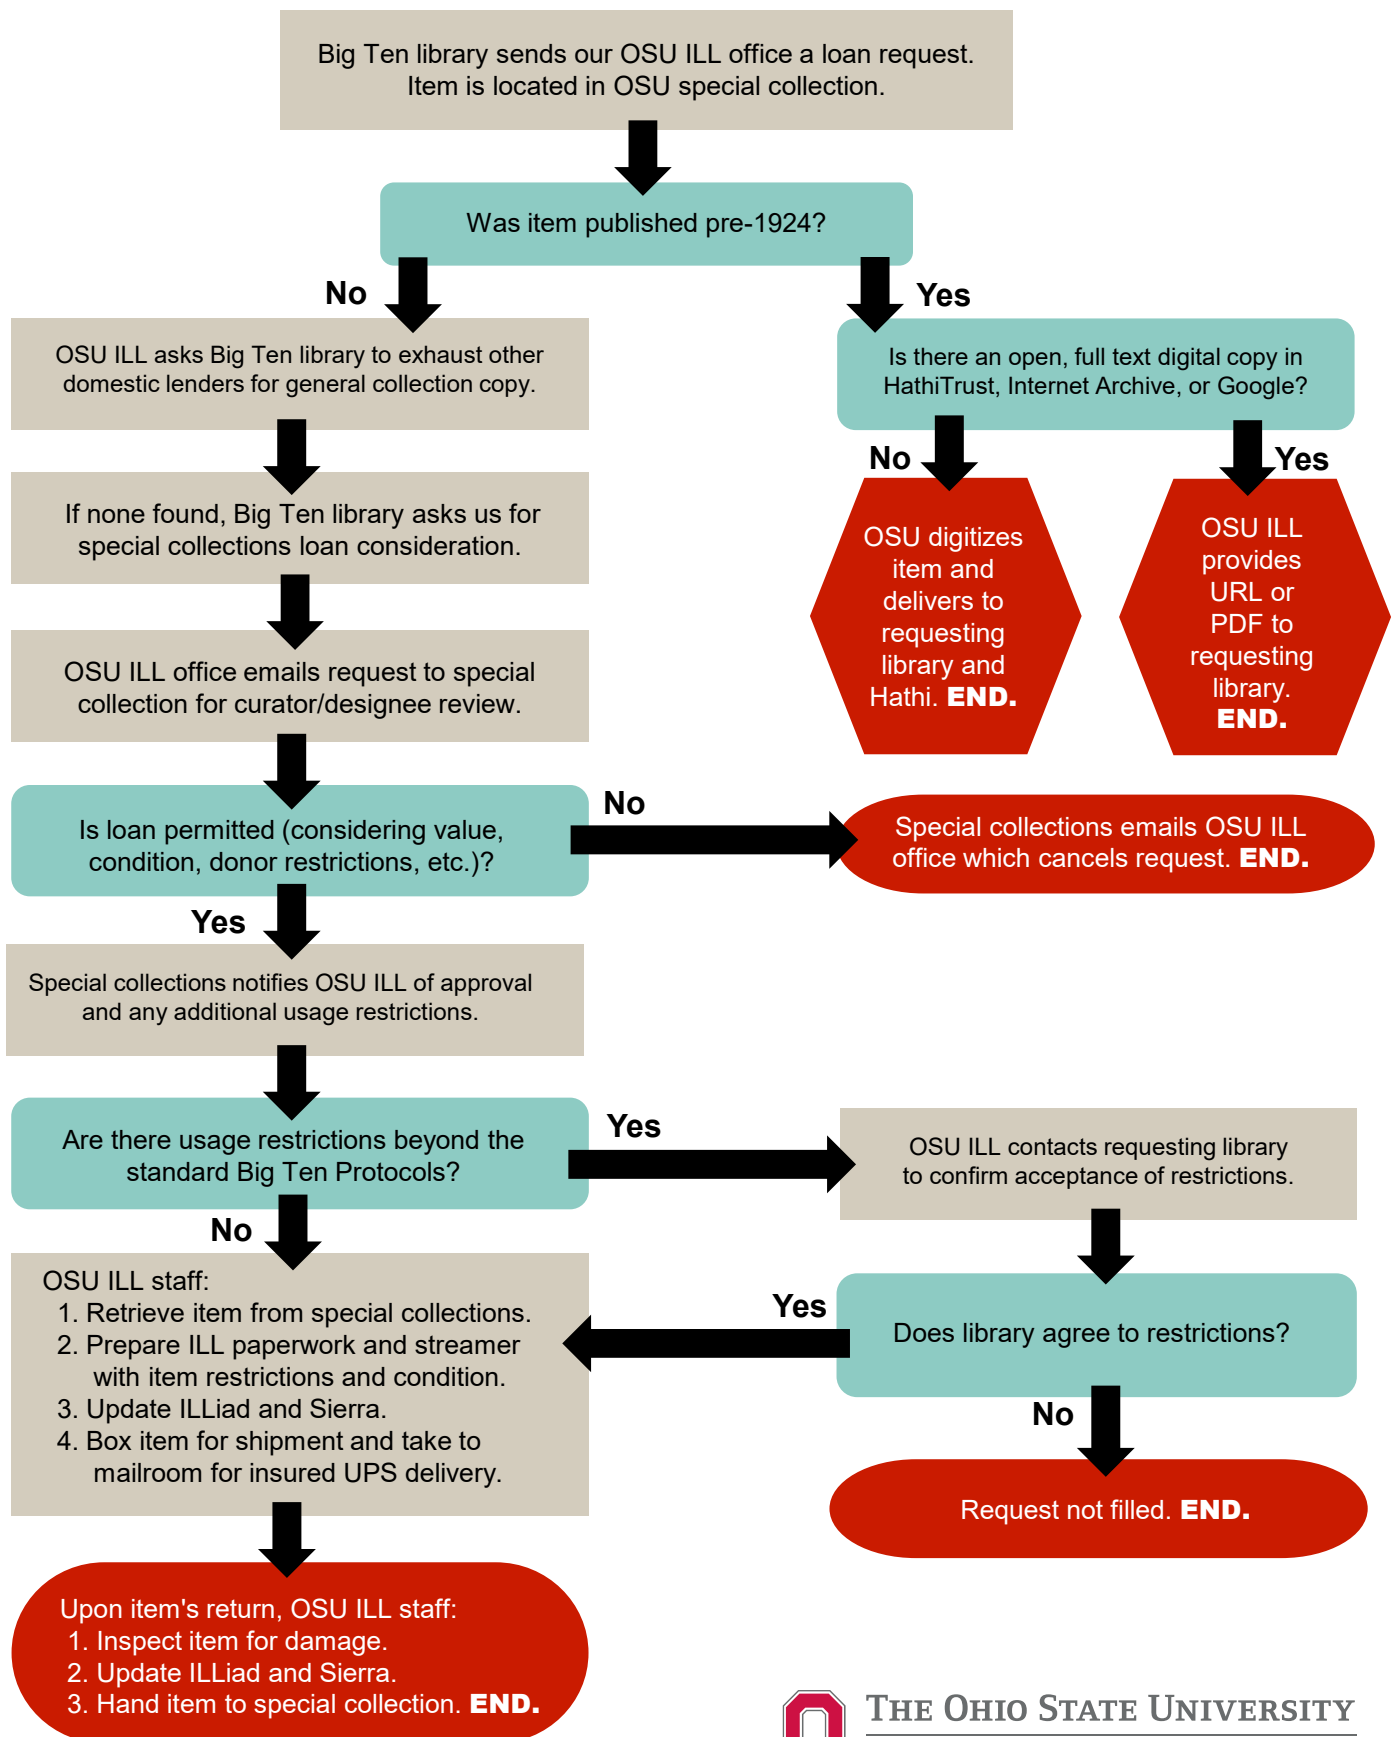 Big Ten library sends our OSU ILL office a loan request.
Item is located in OSU special collection.
Was item published pre-1924?
No
Yes
OSU ILL asks Big Ten library to exhaust other
domestic lenders for general collection copy.
Is there an open, full text digital copy in
HathiTrust, Internet Archive, or Google?
No
Yes
If none found, Big Ten library asks us for
special collections loan consideration.
OSU digitizes
item and
delivers to
requesting
library and
Hathi. END.
OSU ILL
provides
URL or
PDF to
requesting
library.
END.
OSU ILL office emails request to special
collection for curator/designee review.
Is loan permitted (considering value,
condition, donor restrictions, etc.)?
No
Special collections emails OSU ILL
office which cancels request. END.
Yes
Special collections notifies OSU ILL of approval
and any additional usage restrictions.
Are there usage restrictions beyond the
standard Big Ten Protocols?
Yes
OSU ILL contacts requesting library
to confirm acceptance of restrictions.
No
OSU ILL staff:
1. Retrieve item from special collections.
2. Prepare ILL paperwork and streamer
with item restrictions and condition.
3. Update ILLiad and Sierra.
4. Box item for shipment and take to
mailroom for insured UPS delivery.
Yes
Does library agree to restrictions?
No
Request not filled. END.
Upon item's return, OSU ILL staff:
1. Inspect item for damage.
2. Update ILLiad and Sierra.
3. Hand item to special collection. END.
THE OHIO STATE UNIVERSITY